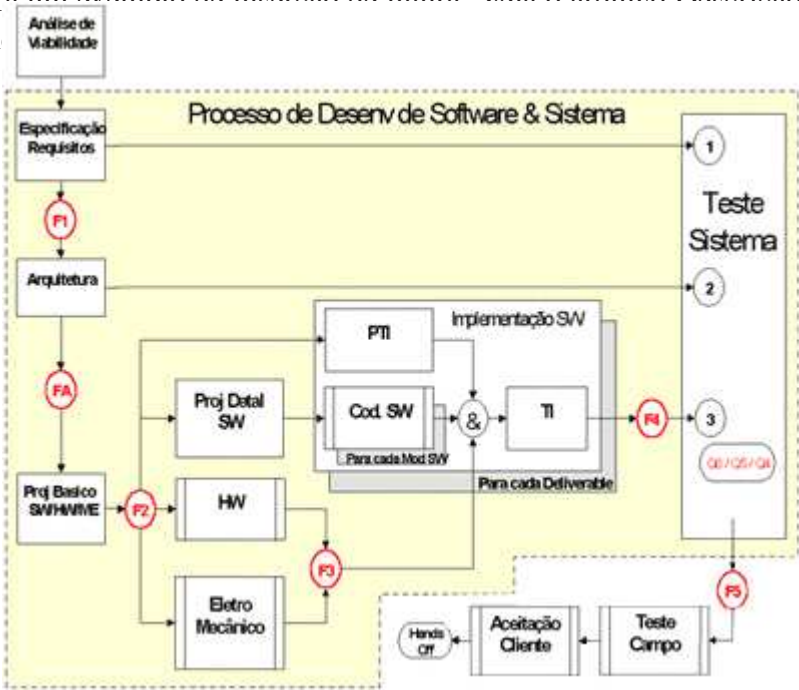 Análise de
Viabilidade
Processo de Desenv de Software & Sistema
Especificação
Requisitos
1
F1
Teste
Sistema
Arquitetura
2
Implementação SW
PTI
FA
Proj Detal
SW
Cod. SW
&
TI
F4
3
Para cada Mod SW
Para cada Deliverable
Proj Basico
SW/HW/ME
F2
HW
F3
Eletro
Mecânico
F5
Hands
Off
Aceitação
Cliente
Teste
Campo